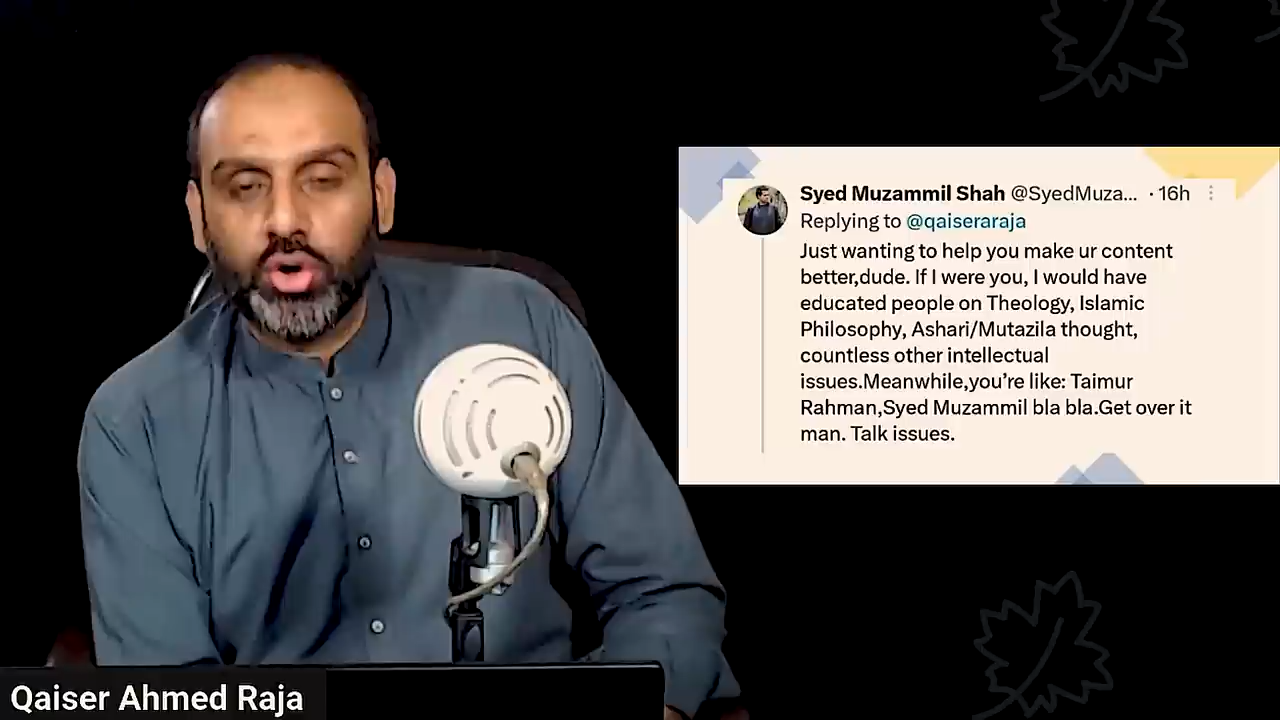 Syed Muzammil Shah @SyedMuza... · 16h
Replying to @qaiseraraja
Just wanting to help you make ur content
better,dude. If I were you, I would have
educated people on Theology, Islamic
Philosophy, Ashari/Mutazila thought,
countless other intellectual
issues.Meanwhile,you’re like: Taimur
Rahman,Syed Muzammil bla bla.Get over it
man. Talk issues.
Qaiser Ahmed Raja